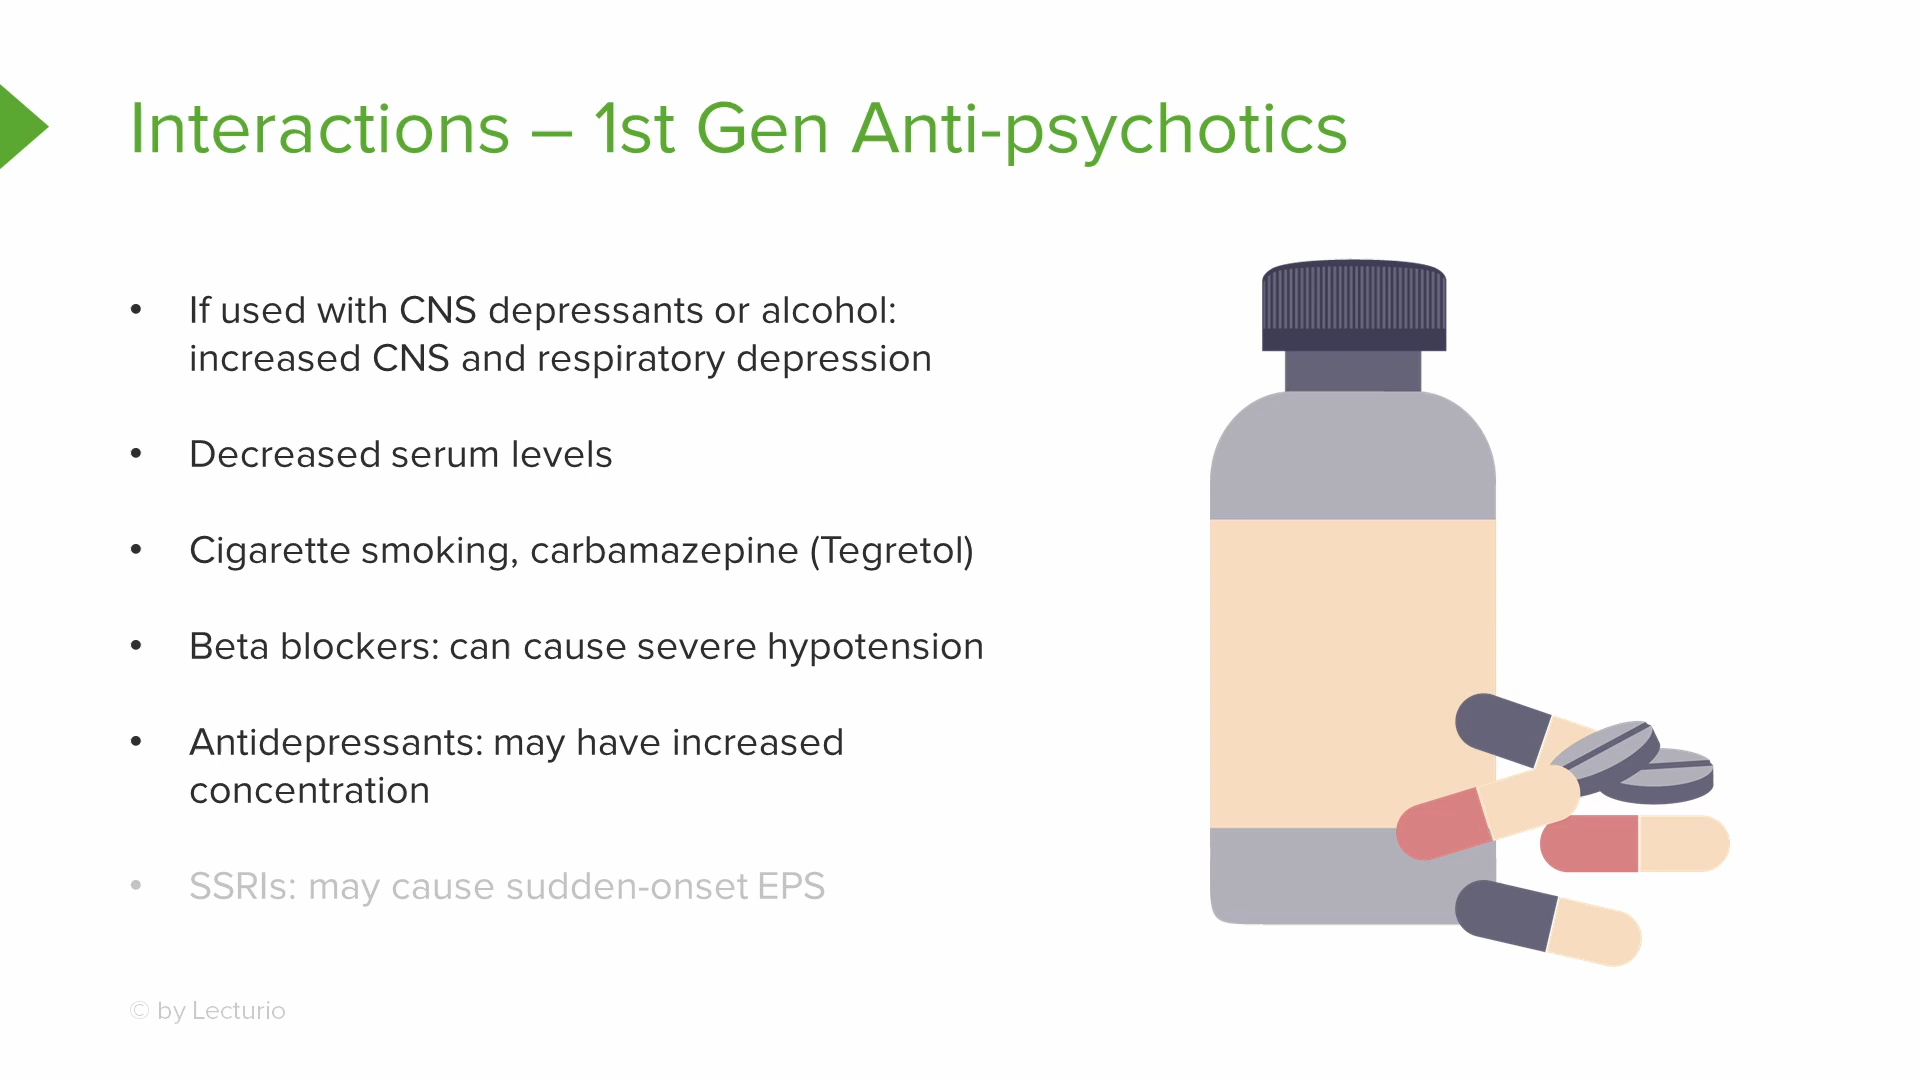 Interactions – 1st Gen Anti-psychotics
• If used with CNS depressants or alcohol:
increased CNS and respiratory depression
• Decreased serum levels
• Cigarette smoking, carbamazepine (Tegretol)
• Beta blockers: can cause severe hypotension
• Antidepressants: may have increased
concentration
• SSRIs: may cause sudden-onset EPS
© by Lecturio